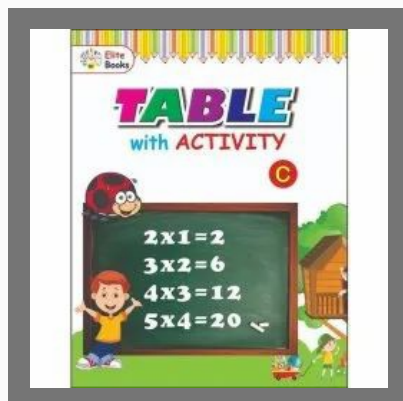 Elite
Books
TABLE
with ACTIVITY
C
2x1=2
3x2=6
4x3=12
5x4=20